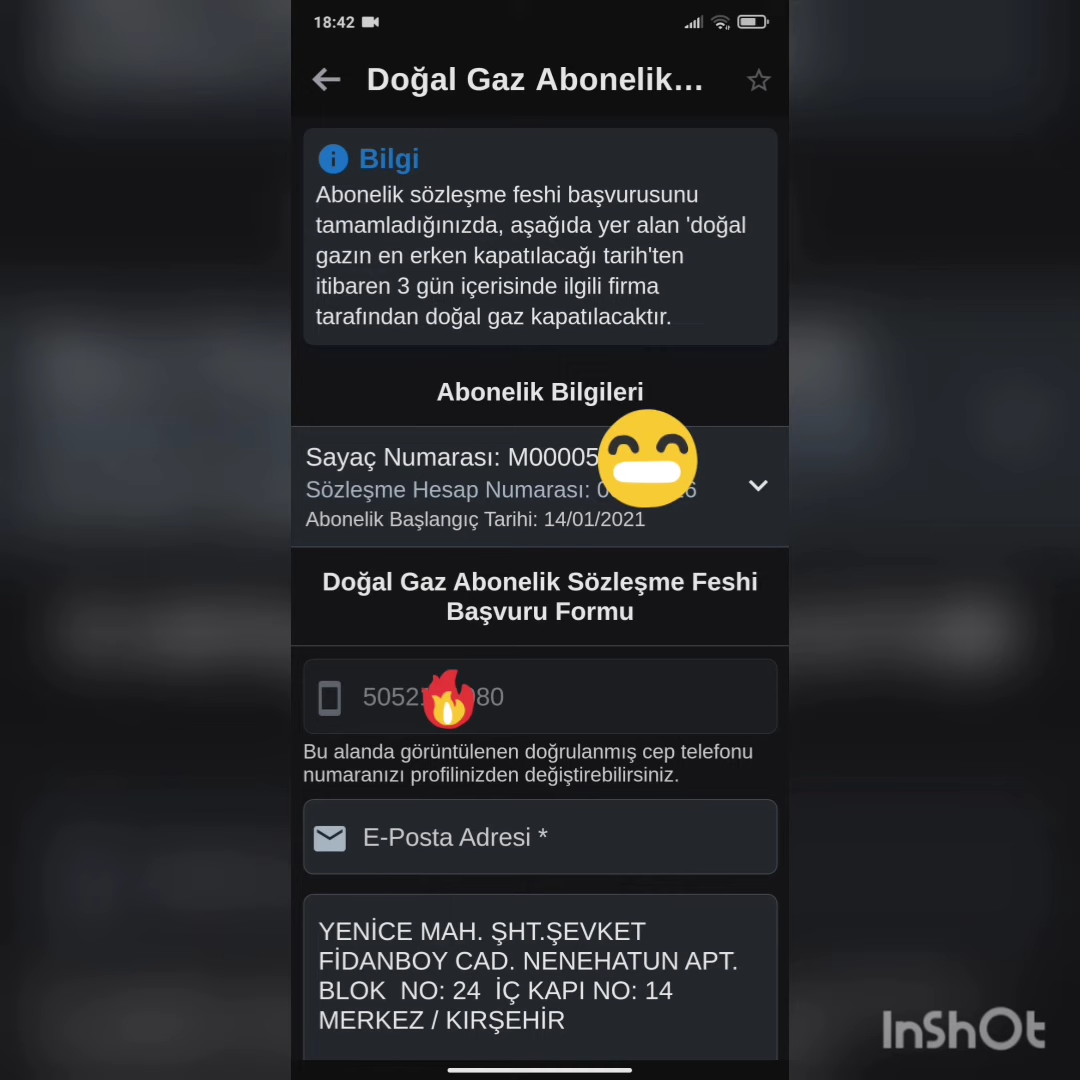 18:42
Doğal Gaz Abonelik...
Bilgi
Abonelik sözleşme feshi başvurusunu
tamamladığınızda, aşağıda yer alan 'doğal
gazın en erken kapatılacağı tarih'ten
itibaren 3 gün içerisinde ilgili firma
tarafından doğal gaz kapatılacaktır.
Abonelik Bilgileri
Sayaç Numarası: M00005
Sözleşme Hesap Numarası:
Abonelik Başlangıç Tarihi: 14/01/2021
Doğal Gaz Abonelik Sözleşme Feshi
Başvuru Formu
Bu alanda görüntülenen doğrulanmış cep telefonu
numaranızı profilinizden değiştirebilirsiniz.
E-Posta Adresi *
YENİCE MAH. ŞHT.ŞEVKET
FİDANBOY CAD. NENEHATUN APT.
BLOK NO: 24 İÇ KAPI NO: 14
MERKEZ / KIRŞEHİR
InShOt